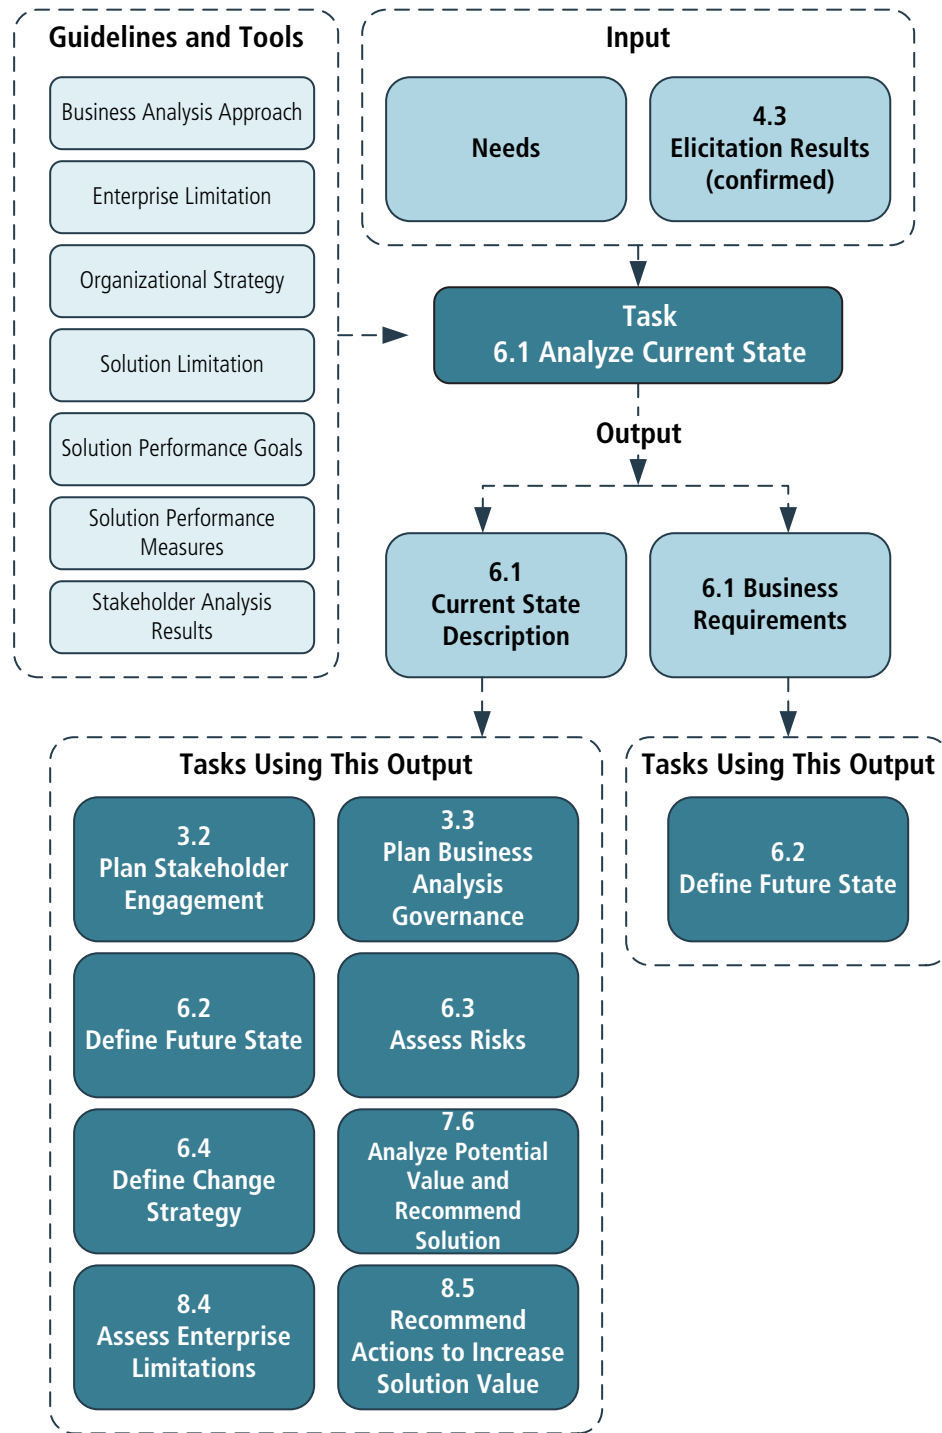 Guidelines and Tools
Business Analysis Approach
Enterprise Limitation
Organizational Strategy
Solution Limitation
Solution Performance Goals
Solution Performance
Measures
Stakeholder Analysis
Results
Input
Needs
4.3
Elicitation Results
(confirmed)
Task
6.1 Analyze Current State
Output
6.1
Current State
Description
6.1 Business
Requirements
Tasks Using This Output
3.2
Plan Stakeholder
Engagement
3.3
Plan Business
Analysis
Governance
6.2
Define Future State
6.3
Assess Risks
6.4
Define Change
Strategy
7.6
Analyze Potential
Value and
Recommend
Solution
8.4
Assess Enterprise
Limitations
8.5
Recommend
Actions to Increase
Solution Value
Tasks Using This Output
6.2
Define Future State